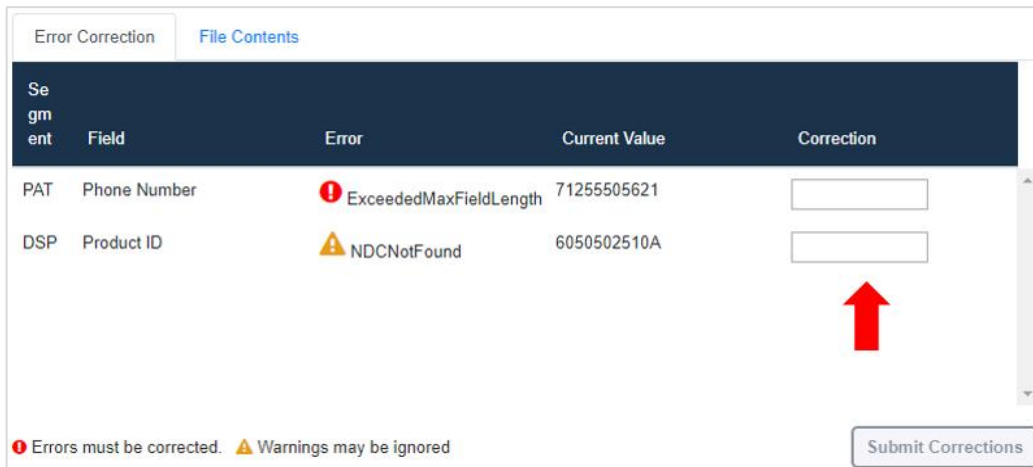 Error Correction File Contents
Se
gm
ent Field Error Current Value Correction
PAT Phone Number ExceededMaxFieldLength 71255505621
DSP Product ID NDCNotFound 6050502510A
Errors must be corrected. Warnings may be ignored Submit Corrections